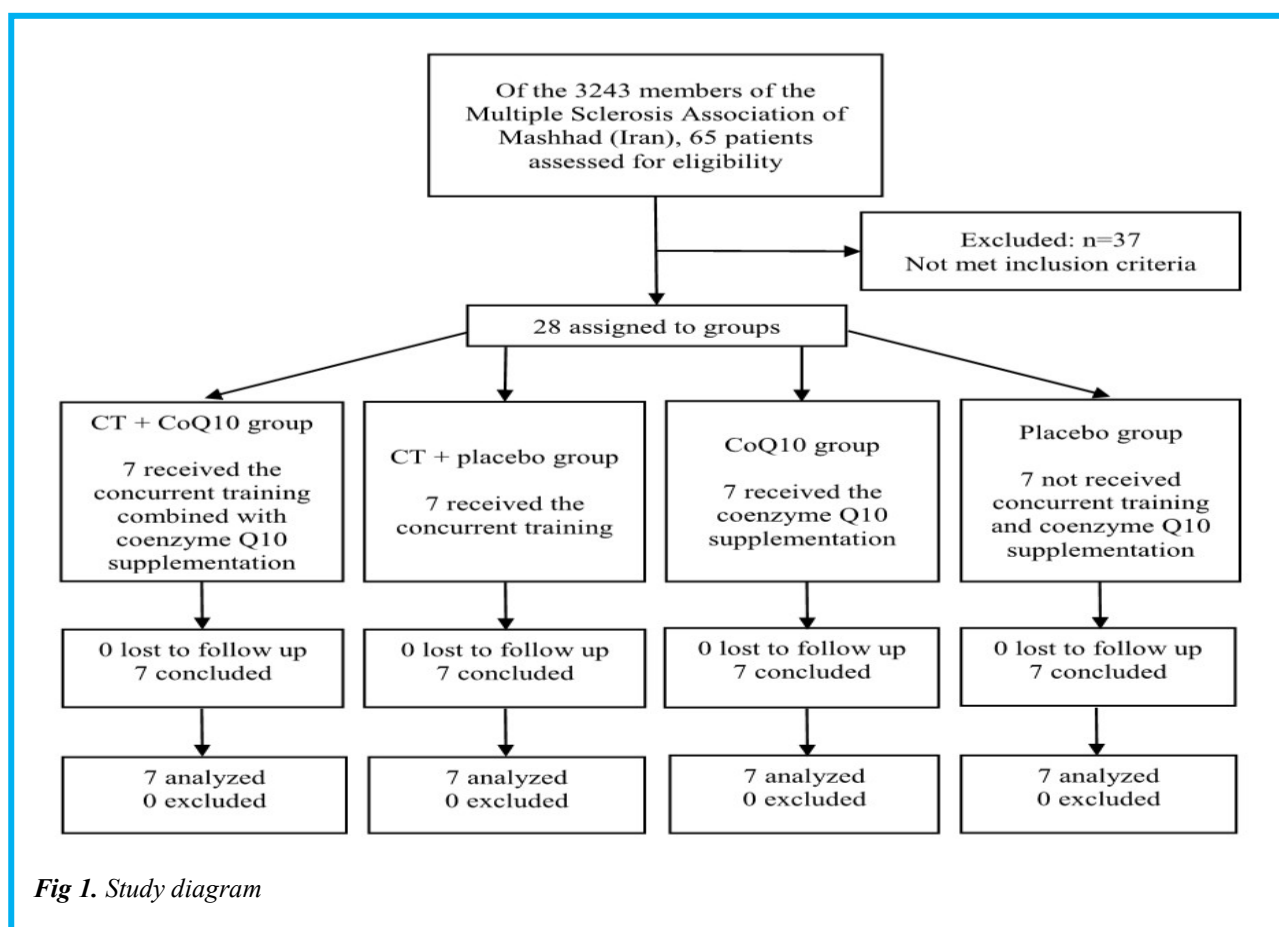 Of the 3243 members of the
Multiple Sclerosis Association of
Mashhad (Iran), 65 patients
assessed for eligibility
Excluded: n=37
Not met inclusion criteria
28 assigned to groups
CT + CoQ10 group
7 received the
concurrent training
combined with
coenzyme Q10
supplementation
CT + placebo group
7 received the
concurrent training
CoQ10 group
7 received the
coenzyme Q10
supplementation
Placebo group
7 not received
concurrent training
and coenzyme Q10
supplementation
0 lost to follow up
7 concluded
0 lost to follow up
7 concluded
0 lost to follow up
7 concluded
0 lost to follow up
7 concluded
7 analyzed
0 excluded
7 analyzed
0 excluded
7 analyzed
0 excluded
7 analyzed
0 excluded
Fig 1. Study diagram